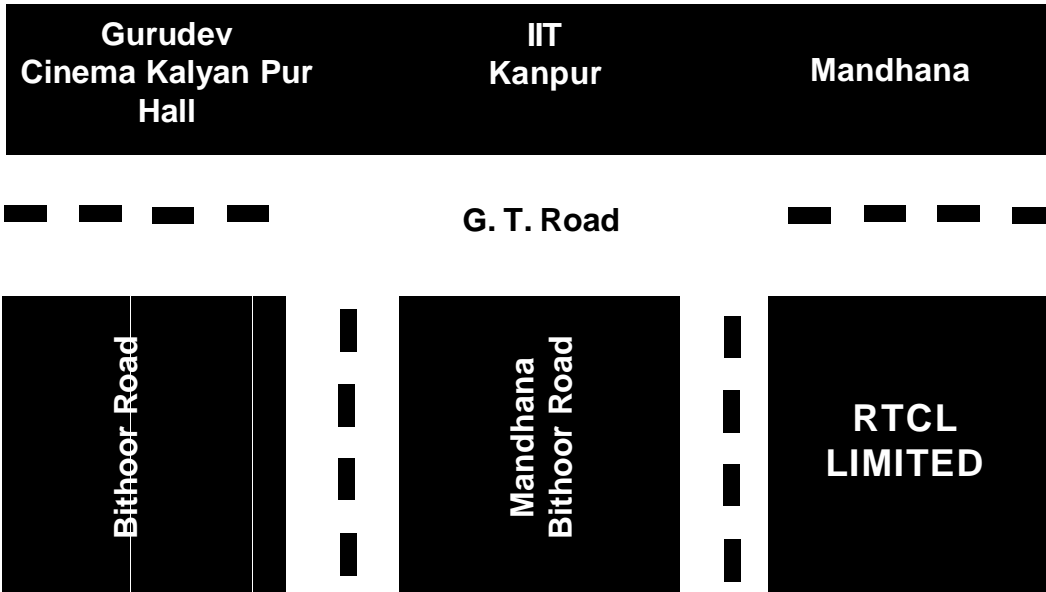 Gurudev
Cinema Kalyan Pur
Hall
IIT
Kanpur
Mandhana
G. T. Road
Bithoor Road
Mandhana
Bithoor Road
RTCL
LIMITED